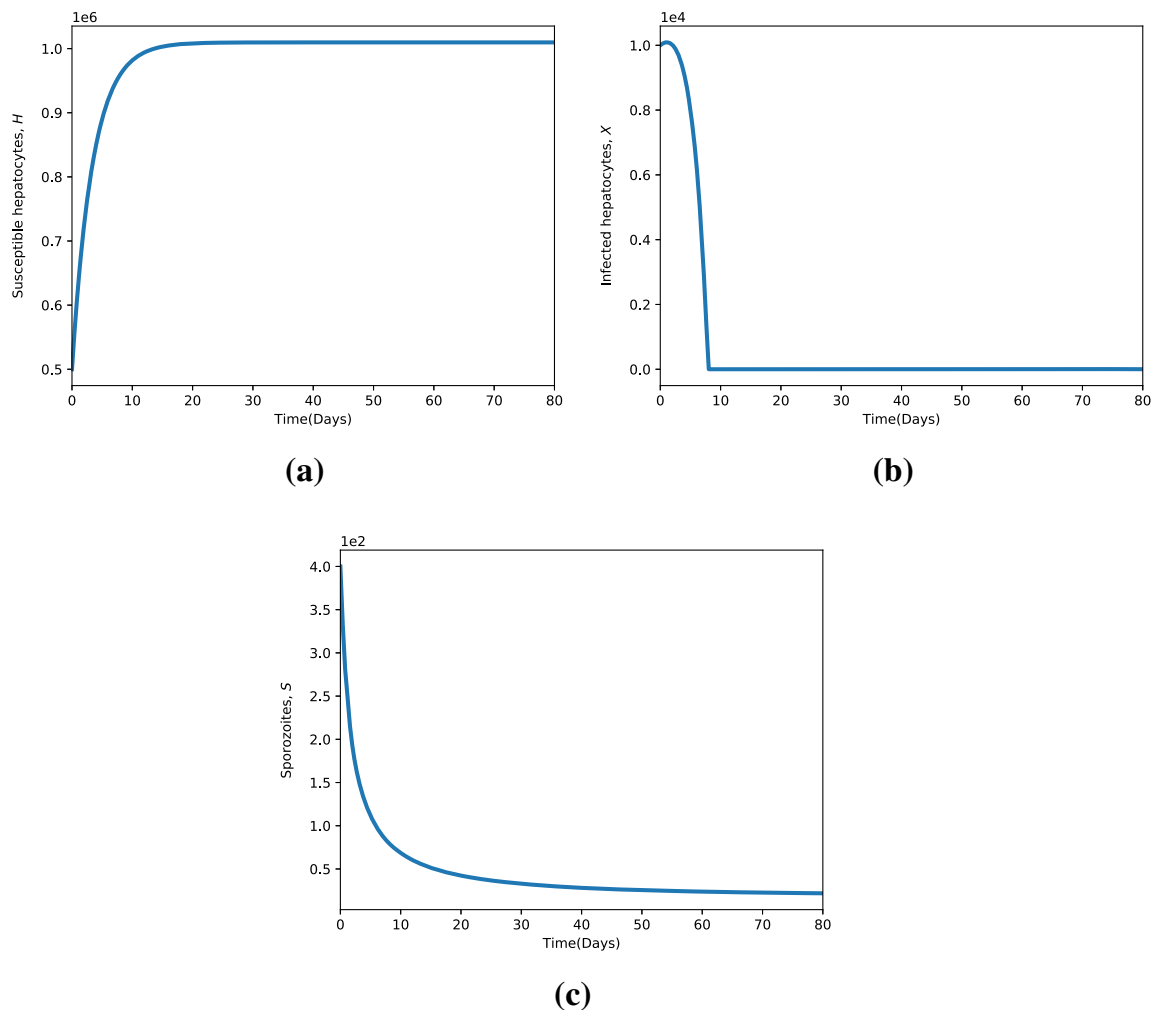 1e6
Susceptible hepatocytes, H
1.0
0.9
0.8
0.7
0.6
0.5
0 10 20 30 40 50 60 70 80
Time(Days)
(a)
1e4
Infected hepatocytes, X
1.0
0.8
0.6
0.4
0.2
0.0
0 10 20 30 40 50 60 70 80
Time(Days)
(b)
1e2
Sporozoites, S
4.0
3.5
3.0
2.5
2.0
1.5
1.0
0.5
0 10 20 30 40 50 60 70 80
Time(Days)
(c)